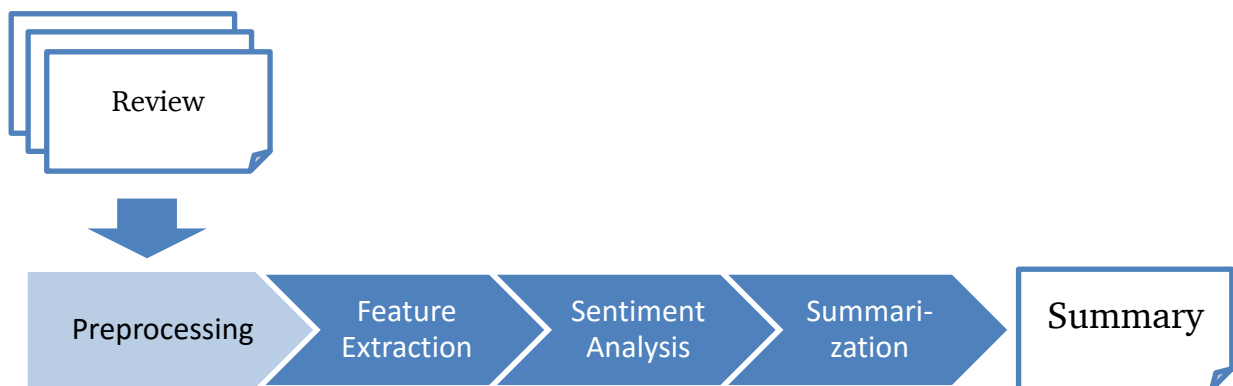 Review
Preprocessing
Feature
Extraction
Sentiment
Analysis
Summari-
zation
Summary